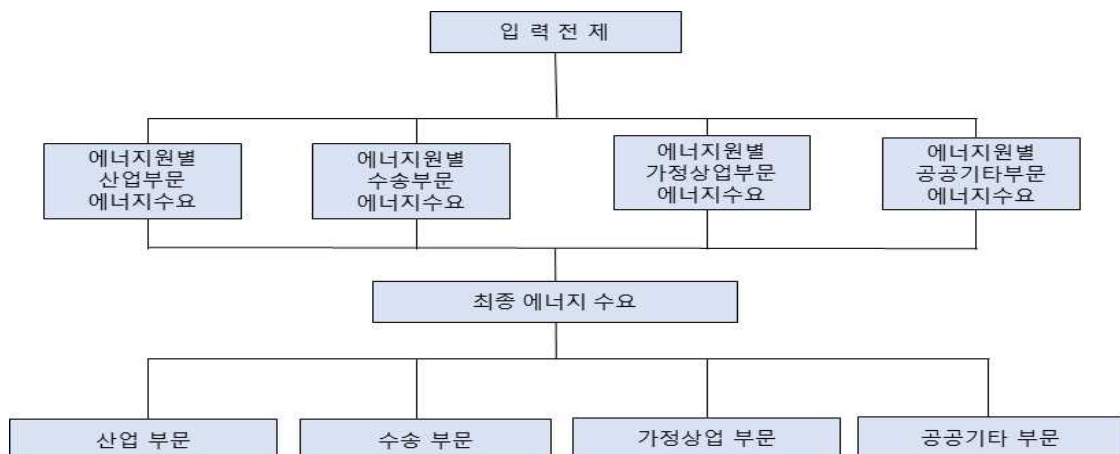 입 력 전 제
에너지원별
산업부문
에너지수요
에너지원별
수송부문
에너지수요
에너지원별
가정상업부문
에너지수요
에너지원별
공공기타부문
에너지수요
최종 에너지 수요
산업 부문
수송 부문
가정상업 부문
공공기타 부문